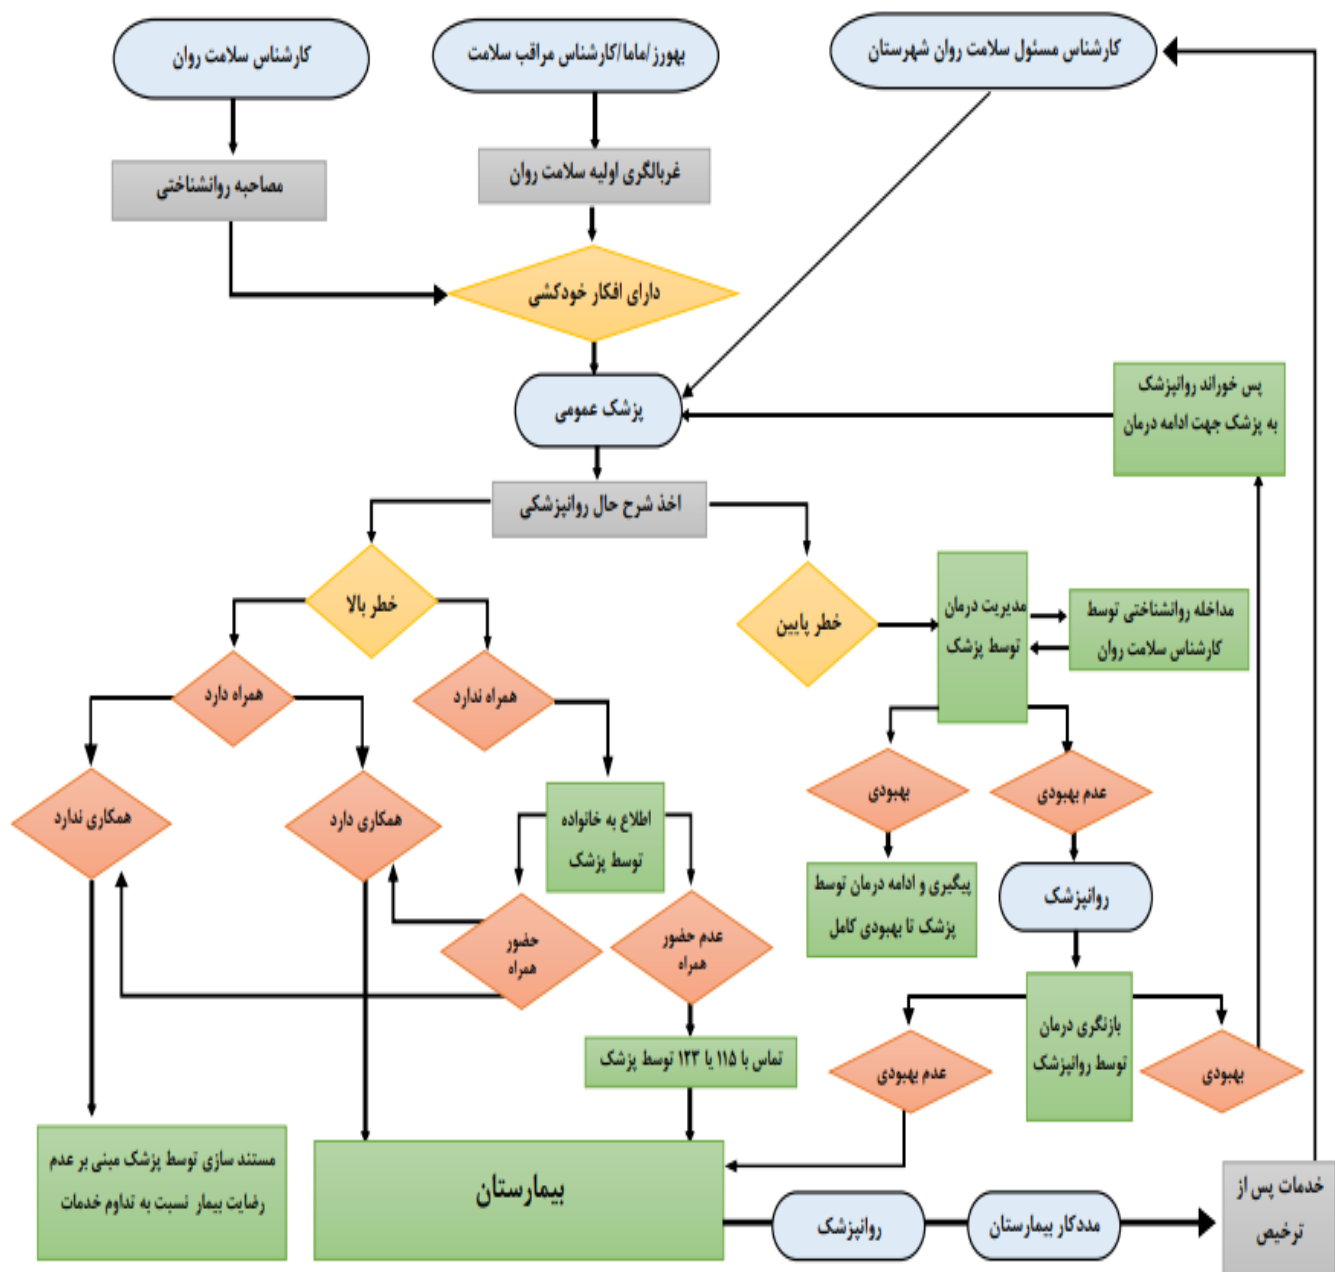 کارشناس مسئول سلامت روان شهرستان
بهورز/ماما/کارشناس مراقب سلامت
کارشناس سلامت روان
غربالگری اولیه سلامت روان
مصاحبه روانشناختی
دارای افکار خودکشی
پزشک عمومی
پس خوراند روانپزشک
به پزشک جهت ادامه درمان
اخذ شرح حال روانپزشکی
خطر پایین
خطر بالا
مدیریت درمان
توسط پزشک
مداخله روانشناختی توسط
کارشناس سلامت روان
همراه ندارد
همراه دارد
عدم بهبودی
بهبودی
اطلاع به خانواده
توسط پزشک
همکاری دارد
همکاری ندارد
روانپزشک
پیگیری و ادامه درمان توسط
پزشک تا بهبودی کامل
عدم حضور
همراه
حضور
همراه
بازنگری درمان
توسط روانپزشک
بهبودی
عدم بهبودی
تماس با ۱۱۵ یا ۱۲۳ توسط پزشک
مستند سازی توسط پزشک مبنی بر عدم
رضایت بیمار نسبت به تداوم خدمات
بیمارستان
روانپزشک
مددکار بیمارستان
خدمات پس از
ترخیص